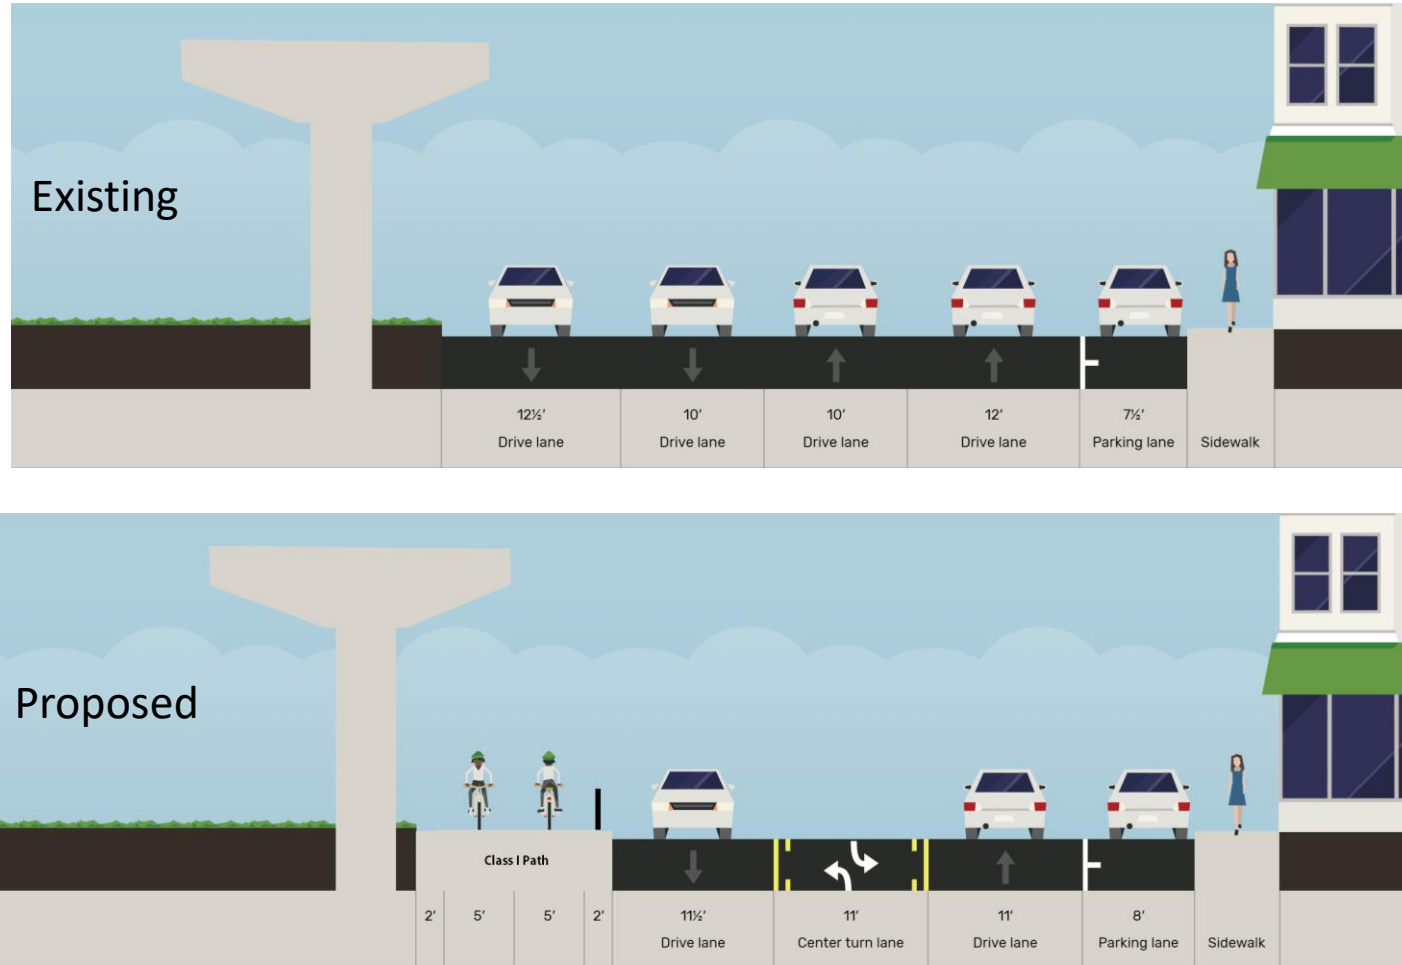 Existing
12½' 10' 10' 12' 7½'
Drive lane Drive lane Drive lane Drive lane Parking lane Sidewalk
Proposed
Class I Path
2' 5' 5' 2' 11½' 11' 11' 8'
Drive lane Center turn lane Drive lane Parking lane Sidewalk